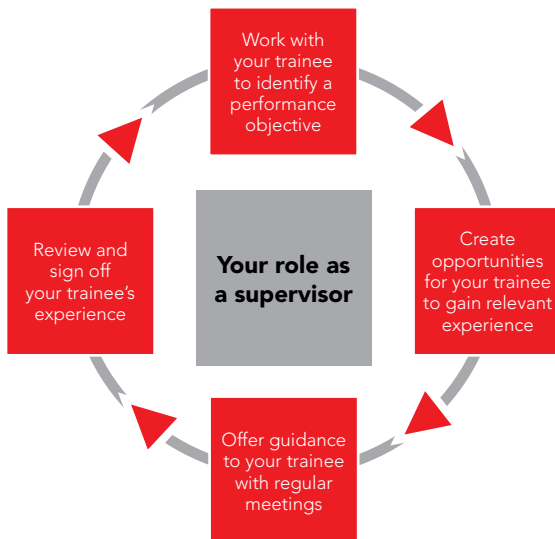 Work with
your trainee
to identify a
performance
objective
Create
opportunities
for your trainee
to gain relevant
experience
Offer guidance
to your trainee
with regular
meetings
Review and
sign off
your trainee's
experience
Your role as
a supervisor